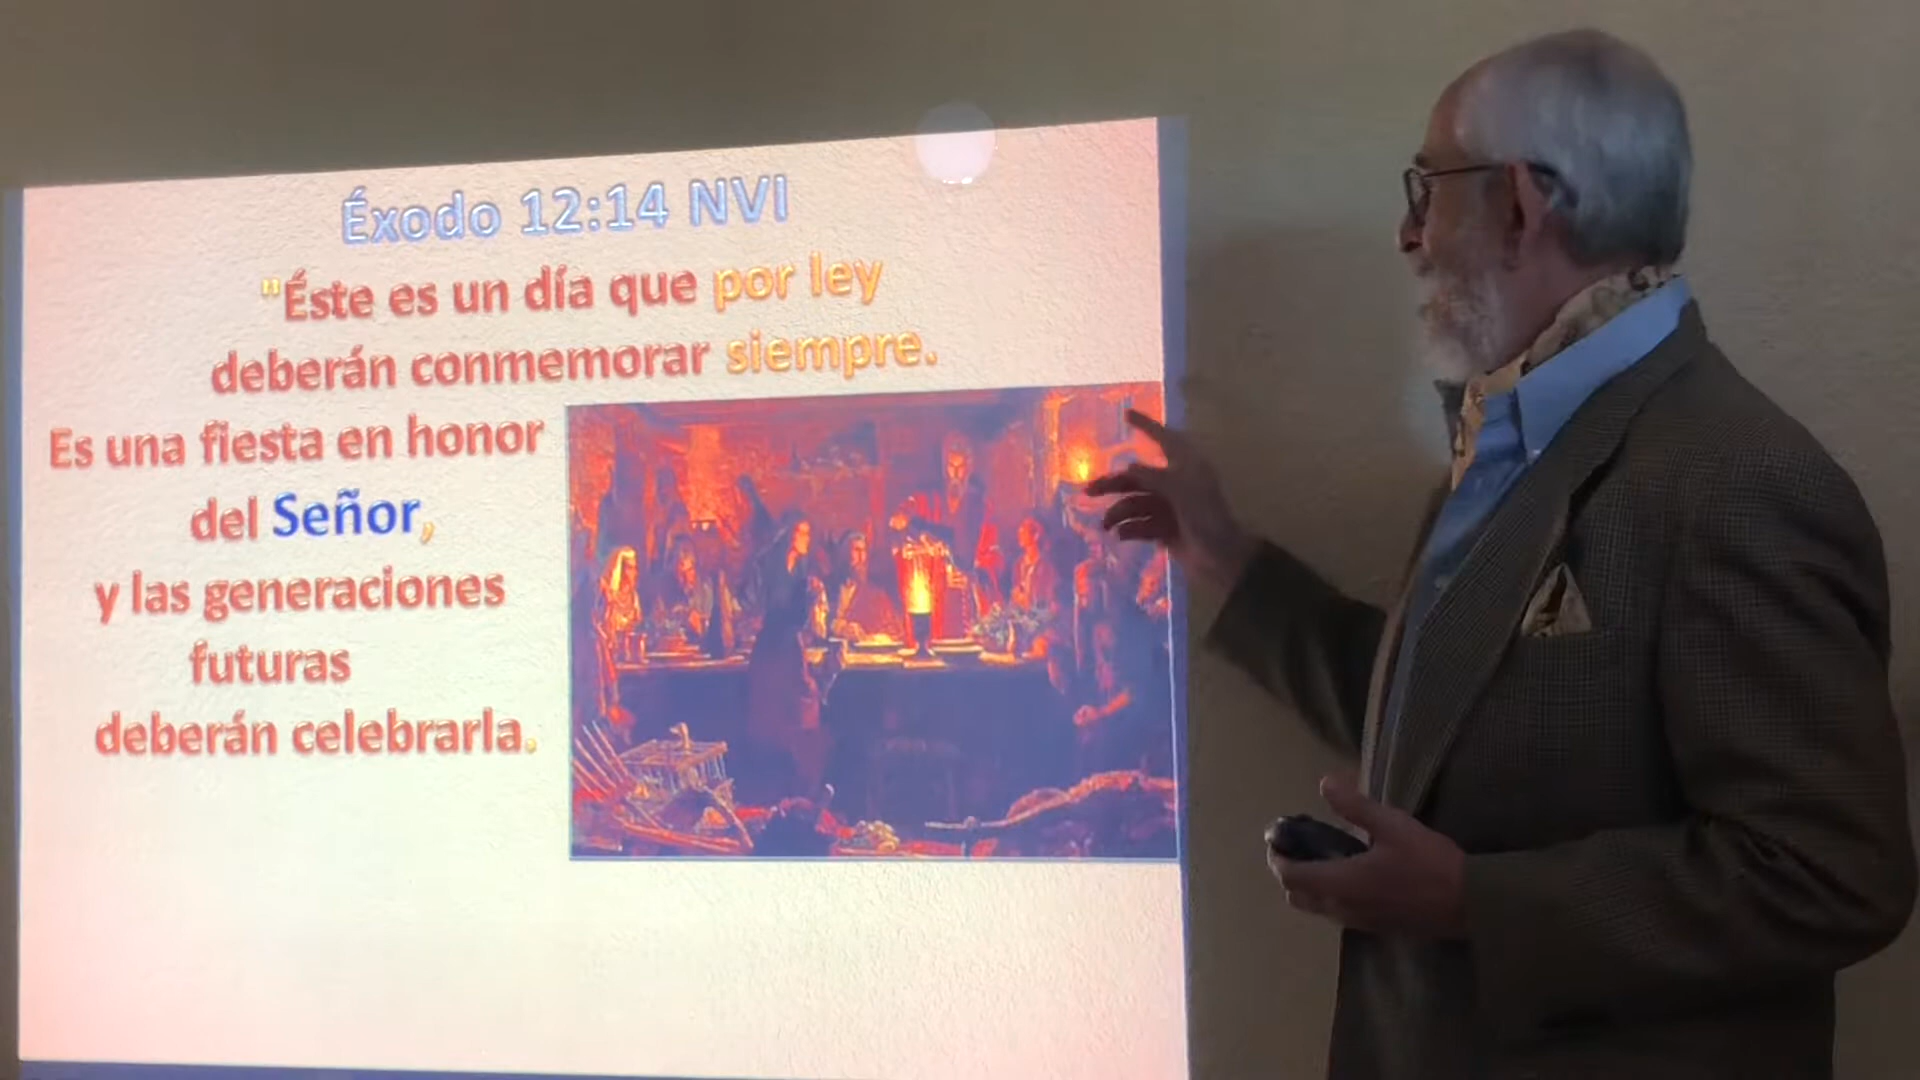 Éxodo 12:14 NVI
"Éste es un día que por ley
deberán conmemorar siempre.
Es una fiesta en honor
del Señor,
y las generaciones
futuras
deberán celebrarla.